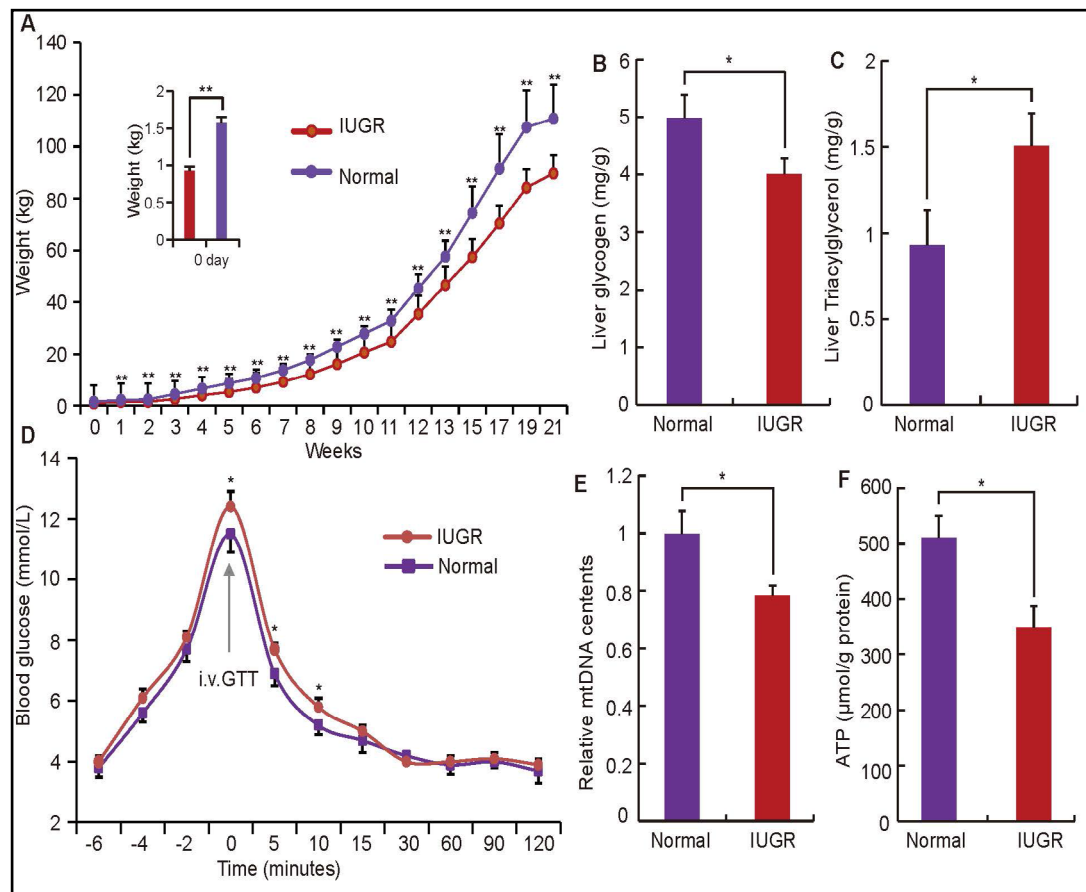 A
140
120
100
80
60
40
20
0
Weight (kg)
0 1 2 3 4 5 6 7 8 9 10 11 12 13 15 17 19 21
Weeks
** ** ** ** ** ** ** ** ** ** ** ** ** ** ** ** **
Weight (kg)
2
1.5
1
0.5
0
**
0 day
IUGR
Normal
B
Liver glycogen (mg/g)
6
5
4
3
2
1
0
*
Normal IUGR
C
Liver Triacylglycerol (mg/g)
2
1.5
1
0.5
0
*
Normal IUGR
D
Blood glucose (mmol/L)
14
12
10
8
6
4
2
*
*
*
i.v.GTT
IUGR
Normal
-6 -4 -2 0 5 10 15 30 60 90 120
Time (minutes)
E
Relative mtDNA centents
1.2
1
0.8
0.6
0.4
0.2
0
*
Normal IUGR
F
ATP (μmol/g protein)
600
500
400
300
200
100
0
*
Normal IUGR